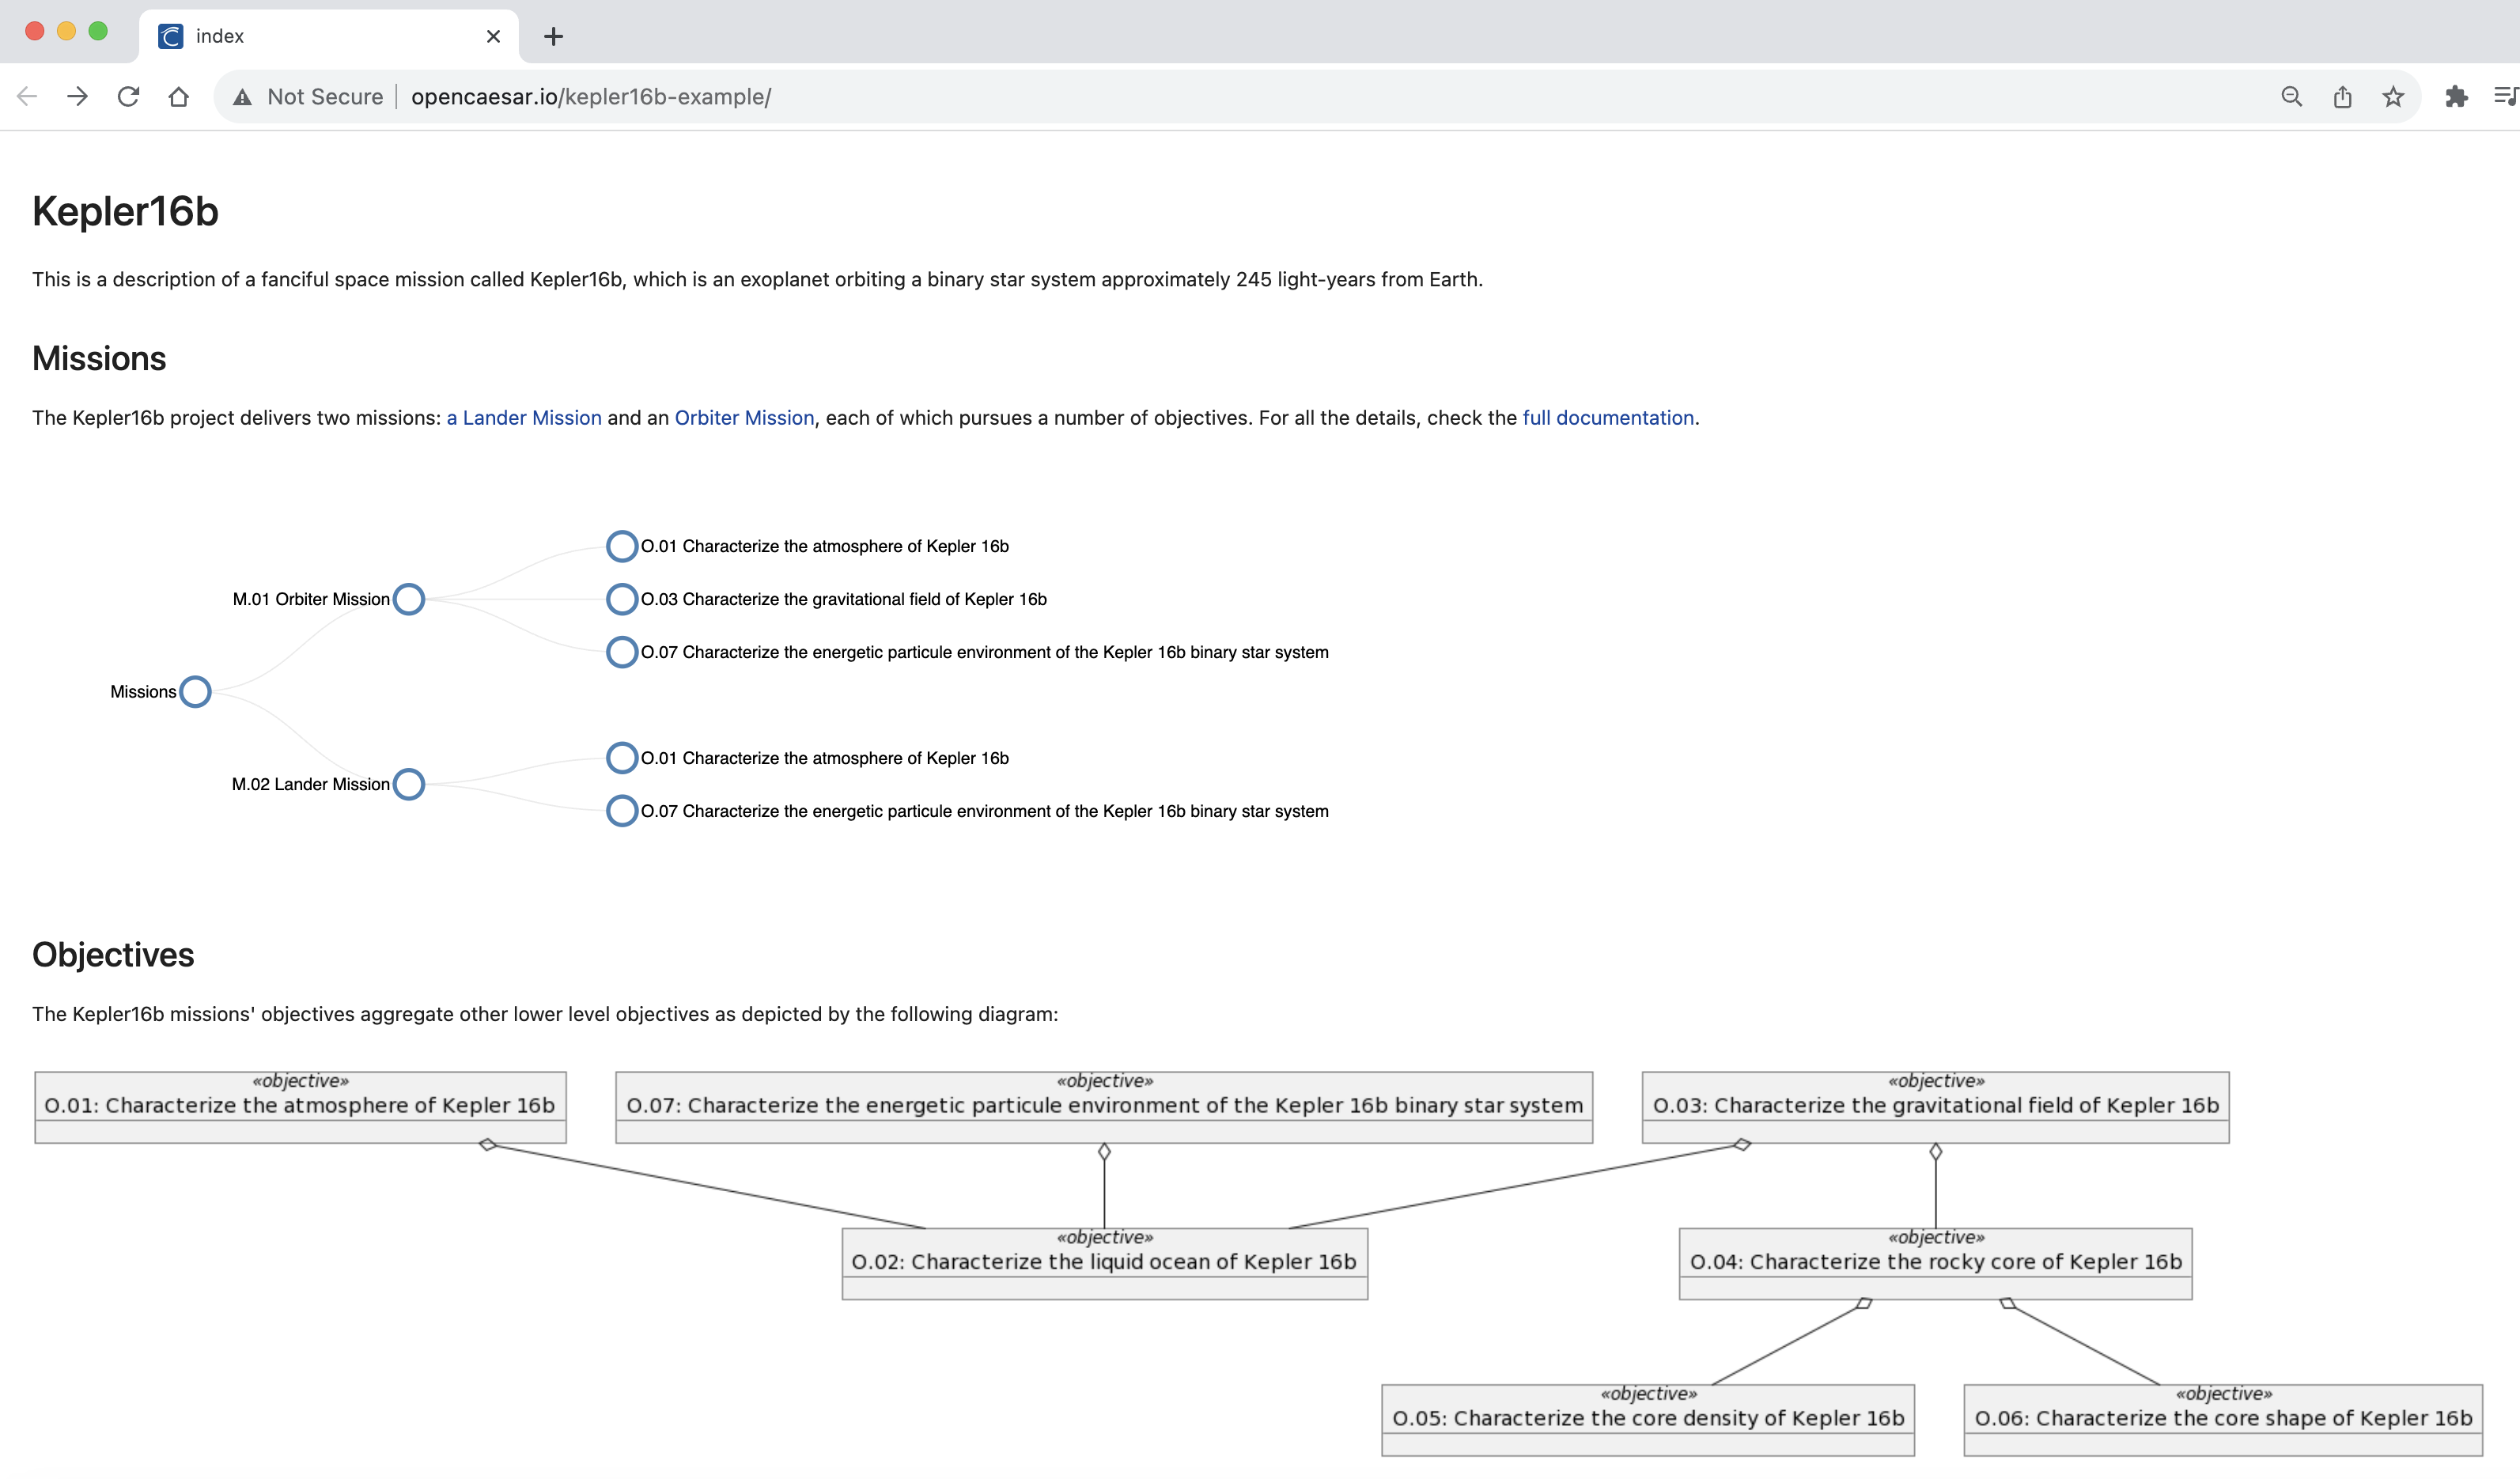 index
Not Secure
opencaesar.io/kepler16b-example/
Kepler16b
This is a description of a fanciful space mission called Kepler16b, which is an exoplanet orbiting a binary star system approximately 245 light-years from Earth.
Missions
The Kepler16b project delivers two missions: a Lander Mission and an Orbiter Mission, each of which pursues a number of objectives. For all the details, check the full documentation.
O.01 Characterize the atmosphere of Kepler 16b
M.01 Orbiter Mission
O.03 Characterize the gravitational field of Kepler 16b
O.07 Characterize the energetic particule environment of the Kepler 16b binary star system
Missions
O.01 Characterize the atmosphere of Kepler 16b
M.02 Lander Mission
O.07 Characterize the energetic particule environment of the Kepler 16b binary star system
Objectives
The Kepler16b missions' objectives aggregate other lower level objectives as depicted by the following diagram:
«objective»
O.01: Characterize the atmosphere of Kepler 16b
«objective»
O.07: Characterize the energetic particule environment of the Kepler 16b binary star system
«objective»
O.03: Characterize the gravitational field of Kepler 16b
«objective»
O.02: Characterize the liquid ocean of Kepler 16b
«objective»
O.04: Characterize the rocky core of Kepler 16b
«objective»
O.05: Characterize the core density of Kepler 16b
«objective»
O.06: Characterize the core shape of Kepler 16b